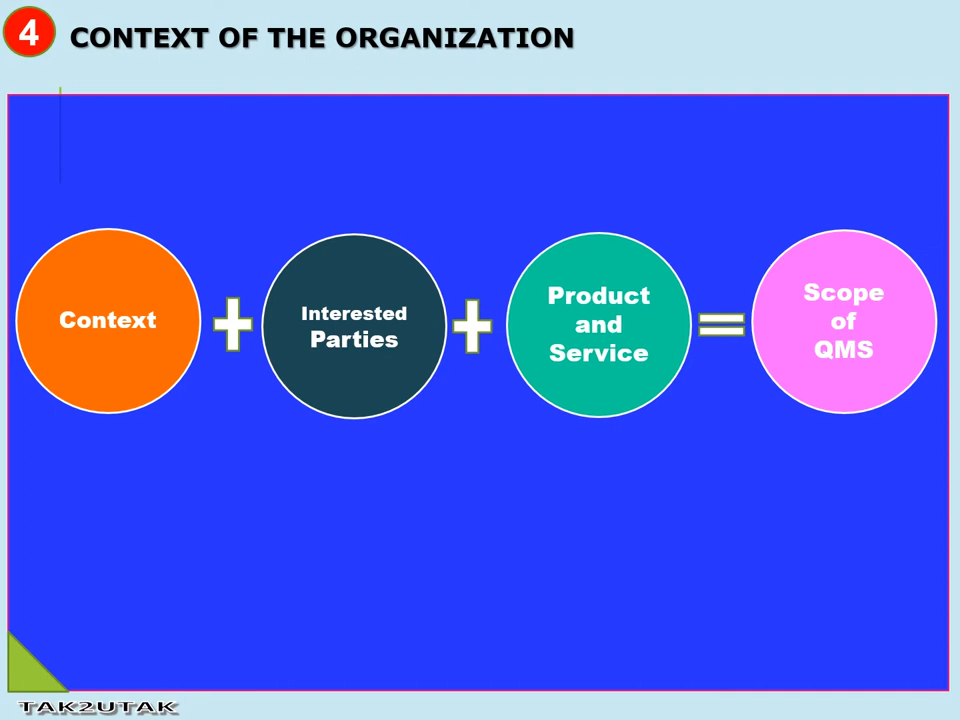 4
CONTEXT OF THE ORGANIZATION
Context
Interested
Parties
Product
and
Service
Scope
of
QMS
TAK2UTAK